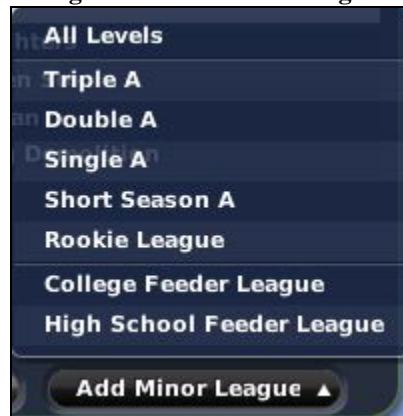 All Levels
Triple A
Double A
Single A
Short Season A
Rookie League
College Feeder League
High School Feeder League
Add Minor League ▲